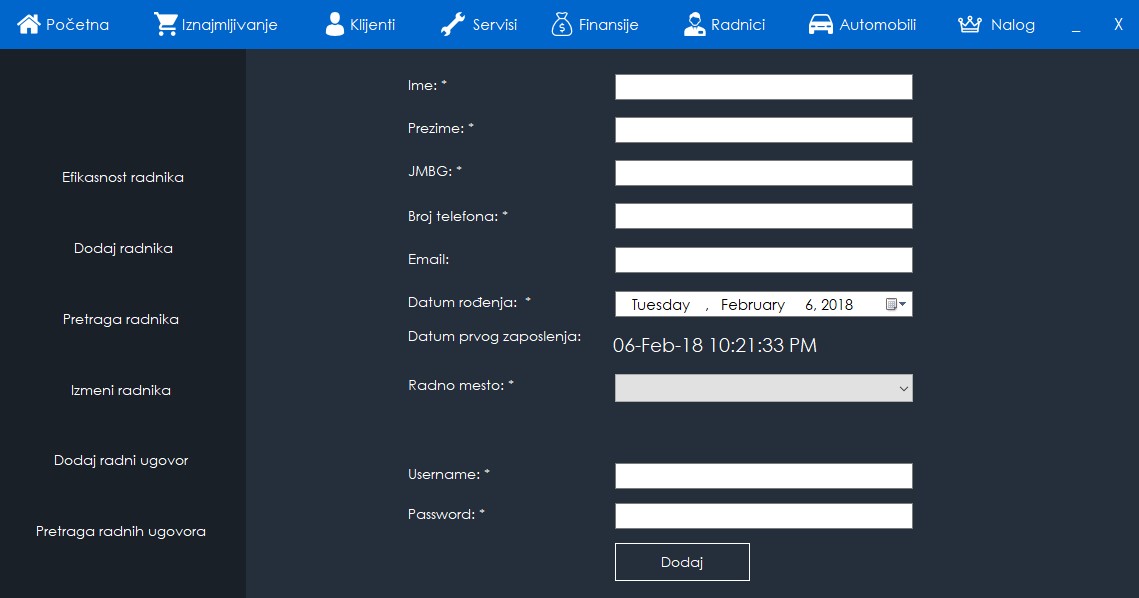 Početna Iznajmljivanje Klijenti Servisi Finansije Radnici Automobili Nalog _ X
Efikasnost radnika
Dodaj radnika
Pretraga radnika
Izmeni radnika
Dodaj radni ugovor
Pretraga radnih ugovora
Ime: *
Prezime: *
JMBG: *
Broj telefona: *
Email:
Datum rođenja: * Tuesday , February 6, 2018
Datum prvog zaposlenja: 06-Feb-18 10:21:33 PM
Radno mesto: *
Username: *
Password: *
Dodaj